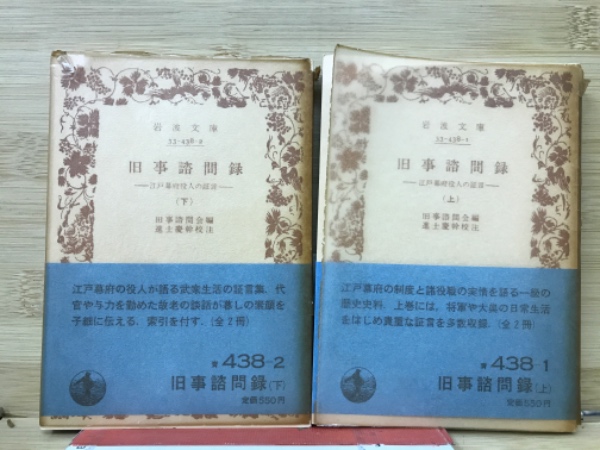 岩波文庫
33-438-2
旧事諮問録
―江戸幕府役人の証言―
(下)
旧事諮問会編
進士慶幹校注
江戸幕府の役人が語る武家生活の証言集.代
官や与力を勤めた故老の談話が暮しの実態を
子細に伝える.索引を付す.(全2冊)
青438-2
旧事諮問録(下)
定価550円
岩波文庫
33-438-1
旧事諮問録
―江戸幕府役人の証言―
(上)
旧事諮問会編
進士慶幹校注
江戸幕府の制度と諸役職の実情を語る一級の
歴史史料.上巻には,将軍や大奥の日常生活
をはじめ貴重な証言を多数収録.(全2冊)
青438-1
旧事諮問録(上)
定価550円